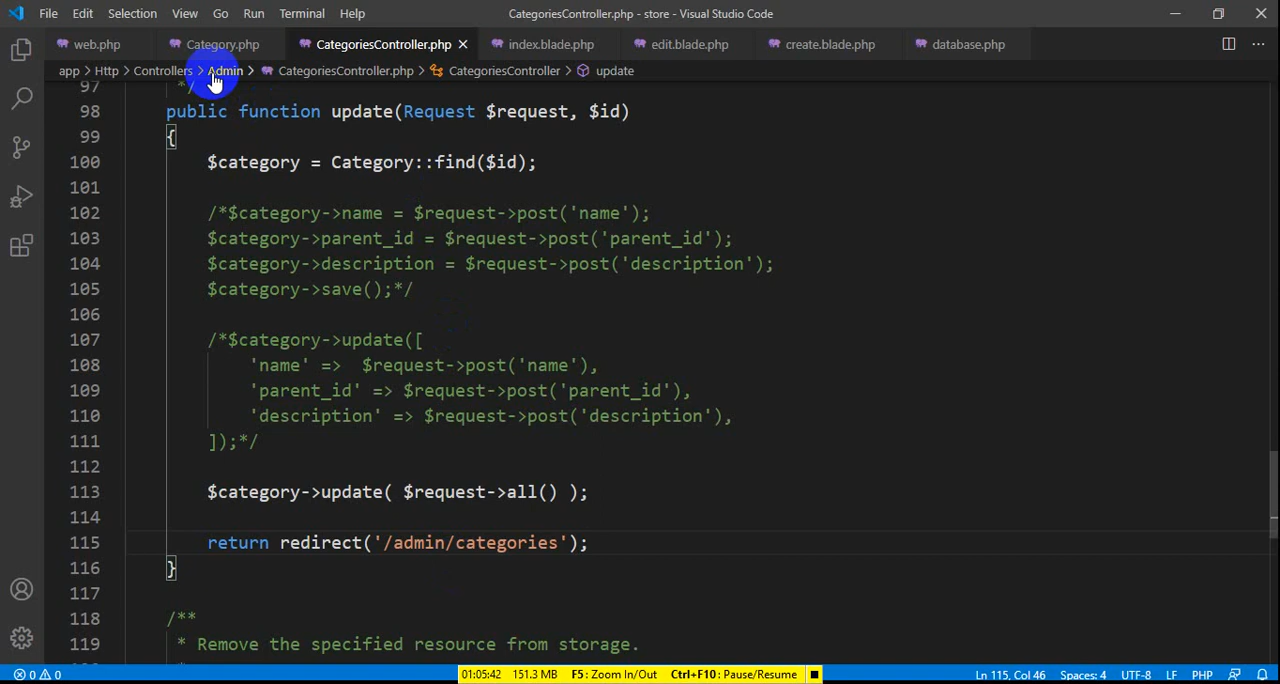 File Edit Selection View Go Run Terminal Help CategoriesController.php - store - Visual Studio Code
web.php Category.php CategoriesController.php index.blade.php edit.blade.php create.blade.php database.php
app > Http > Controllers > Admin > CategoriesController.php > CategoriesController > update
97 */
98 public function update(Request $request, $id)
99 {
100 $category = Category::find($id);
101
102 /*$category->name = $request->post('name');
103 $category->parent_id = $request->post('parent_id');
104 $category->description = $request->post('description');
105 $category->save();*/
106
107 /*$category->update([
108 'name' => $request->post('name'),
109 'parent_id' => $request->post('parent_id'),
110 'description' => $request->post('description'),
111 ]);*/
112
113 $category->update( $request->all() );
114
115 return redirect('/admin/categories');
116 }
117
118 /**
119 * Remove the specified resource from storage.
0 0 01:05:42 151.3 MB F5: Zoom In/Out Ctrl+F10: Pause/Resume Ln 115, Col 46 Spaces: 4 UTF-8 LF PHP